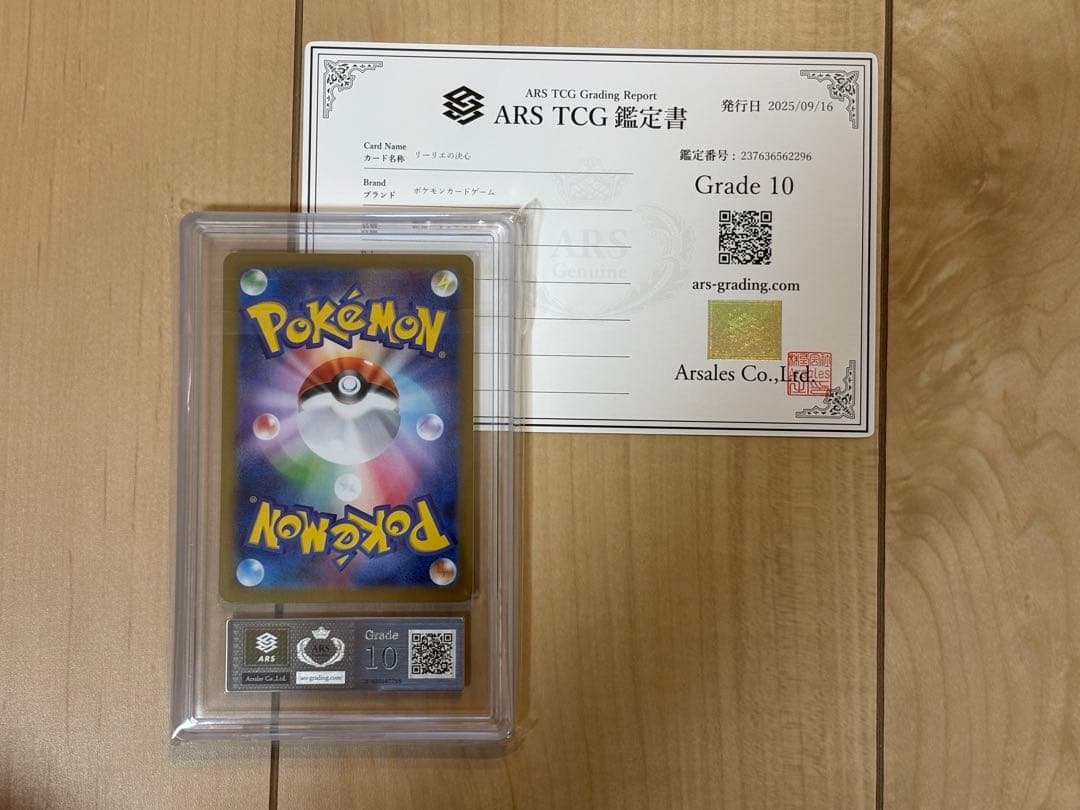 ARS TCG Grading Report
ARS TCG 鑑定書
発行日 2025/09/16
Card Name
カード名称 リーリエの決心
鑑定番号 : 237636562296
Grade 10
Brand
ブランド ポケモンカードゲーム
ARS
Genuine
ars-grading.com
Arsales Co.,Ltd.
POKéMON
POKéMON
ARS
Arsales Co.,Ltd.
ARS
ars-grading.com
Grade
10